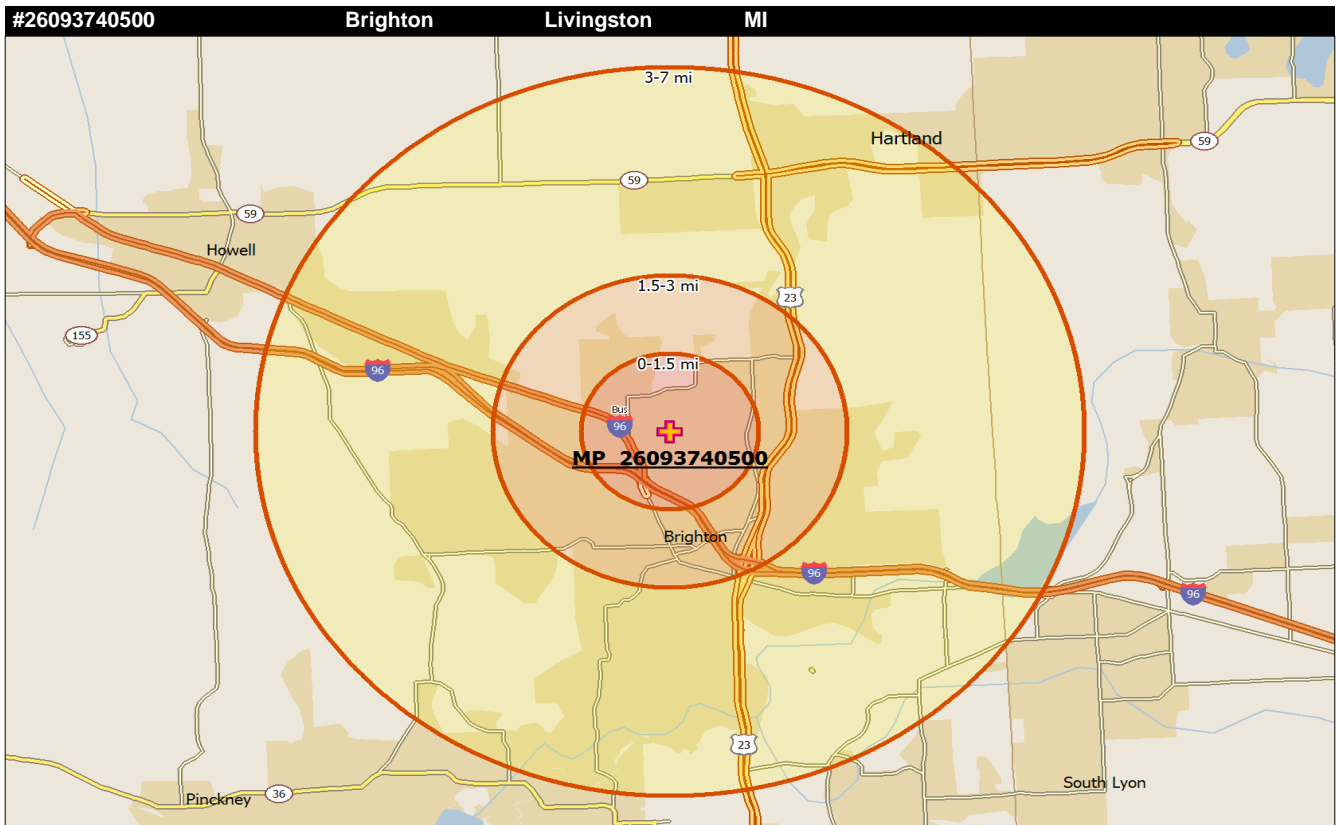 #26093740500 Brighton Livingston MI
3-7 mi
Hartland
59
59
59
Howell
1.5-3 mi
23
155
0-1.5 mi
96
Bus
96
MP 26093740500
Brighton
96
96
23
South Lyon
Pinckney
36